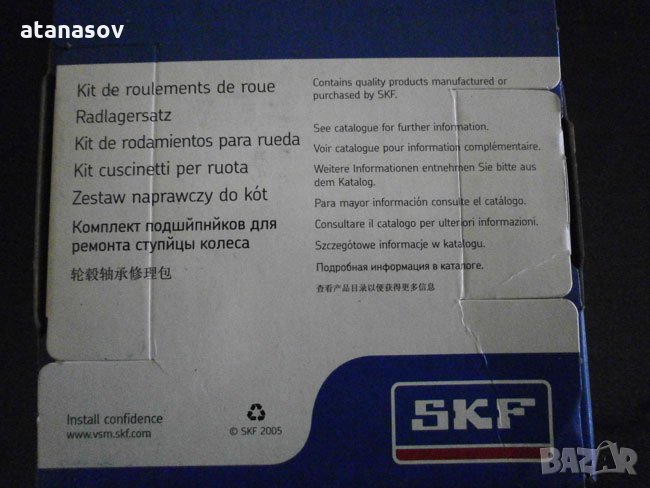 atanasov
Kit de roulements de roue
Radlagersatz
Kit de rodamientos para rueda
Kit cuscinetti per ruota
Zestaw naprawczy do kót
Комплект подшйпнйков для
ремонта ступйцы колеса
轮毂轴承修理包
Contains quality products manufactured or
purchased by SKF.
See catalogue for further information.
Voir catalogue pour information complémentaire.
Weitere Informationen entnehmen Sie bitte aus
dem Katalog.
Para mayor información consulte el catálogo.
Consultare il catalogo per ulteriori informazioni.
Szczegótowe informacje w katalogu.
Подробная информация в каталоге.
查看产品目录以便获得更多信息
Install confidence
www.vsm.skf.com
© SKF 2005
SKF
BAZAR